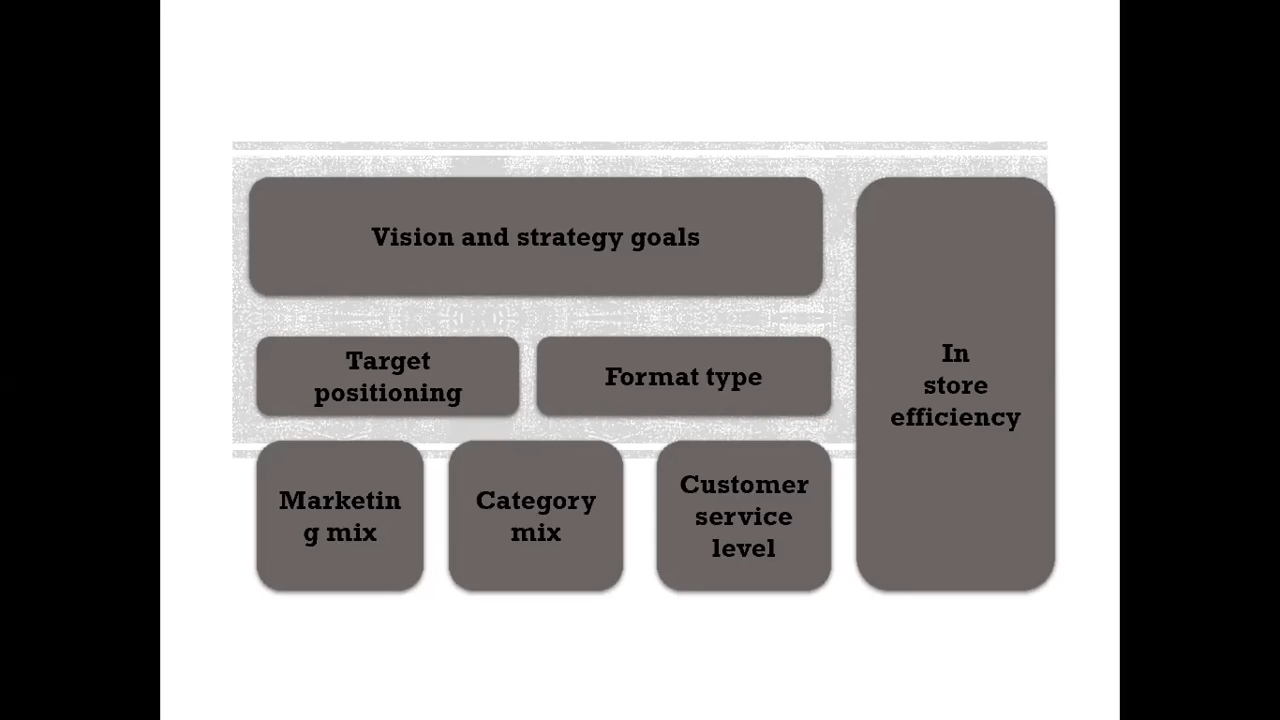 Vision and strategy goals
Target
positioning
Format type
In
store
efficiency
Marketin
g mix
Category
mix
Customer
service
level